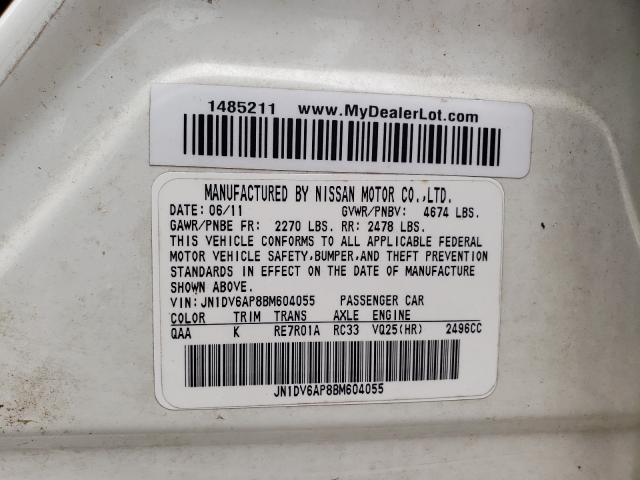 1485211 www.MyDealerLot.com
MANUFACTURED BY NISSAN MOTOR CO.,LTD.
DATE: 06/11 GVWR/PNBV: 4674 LBS.
GAWR/PNBE FR: 2270 LBS. RR: 2478 LBS.
THIS VEHICLE CONFORMS TO ALL APPLICABLE FEDERAL
MOTOR VEHICLE SAFETY,BUMPER,AND THEFT PREVENTION
STANDARDS IN EFFECT ON THE DATE OF MANUFACTURE
SHOWN ABOVE.
VIN: JN1DV6AP8BM604055 PASSENGER CAR
COLOR TRIM TRANS AXLE ENGINE
QAA K RE7R01A RC33 VQ25(HR) 2496CC
JN1DV6AP8BM604055